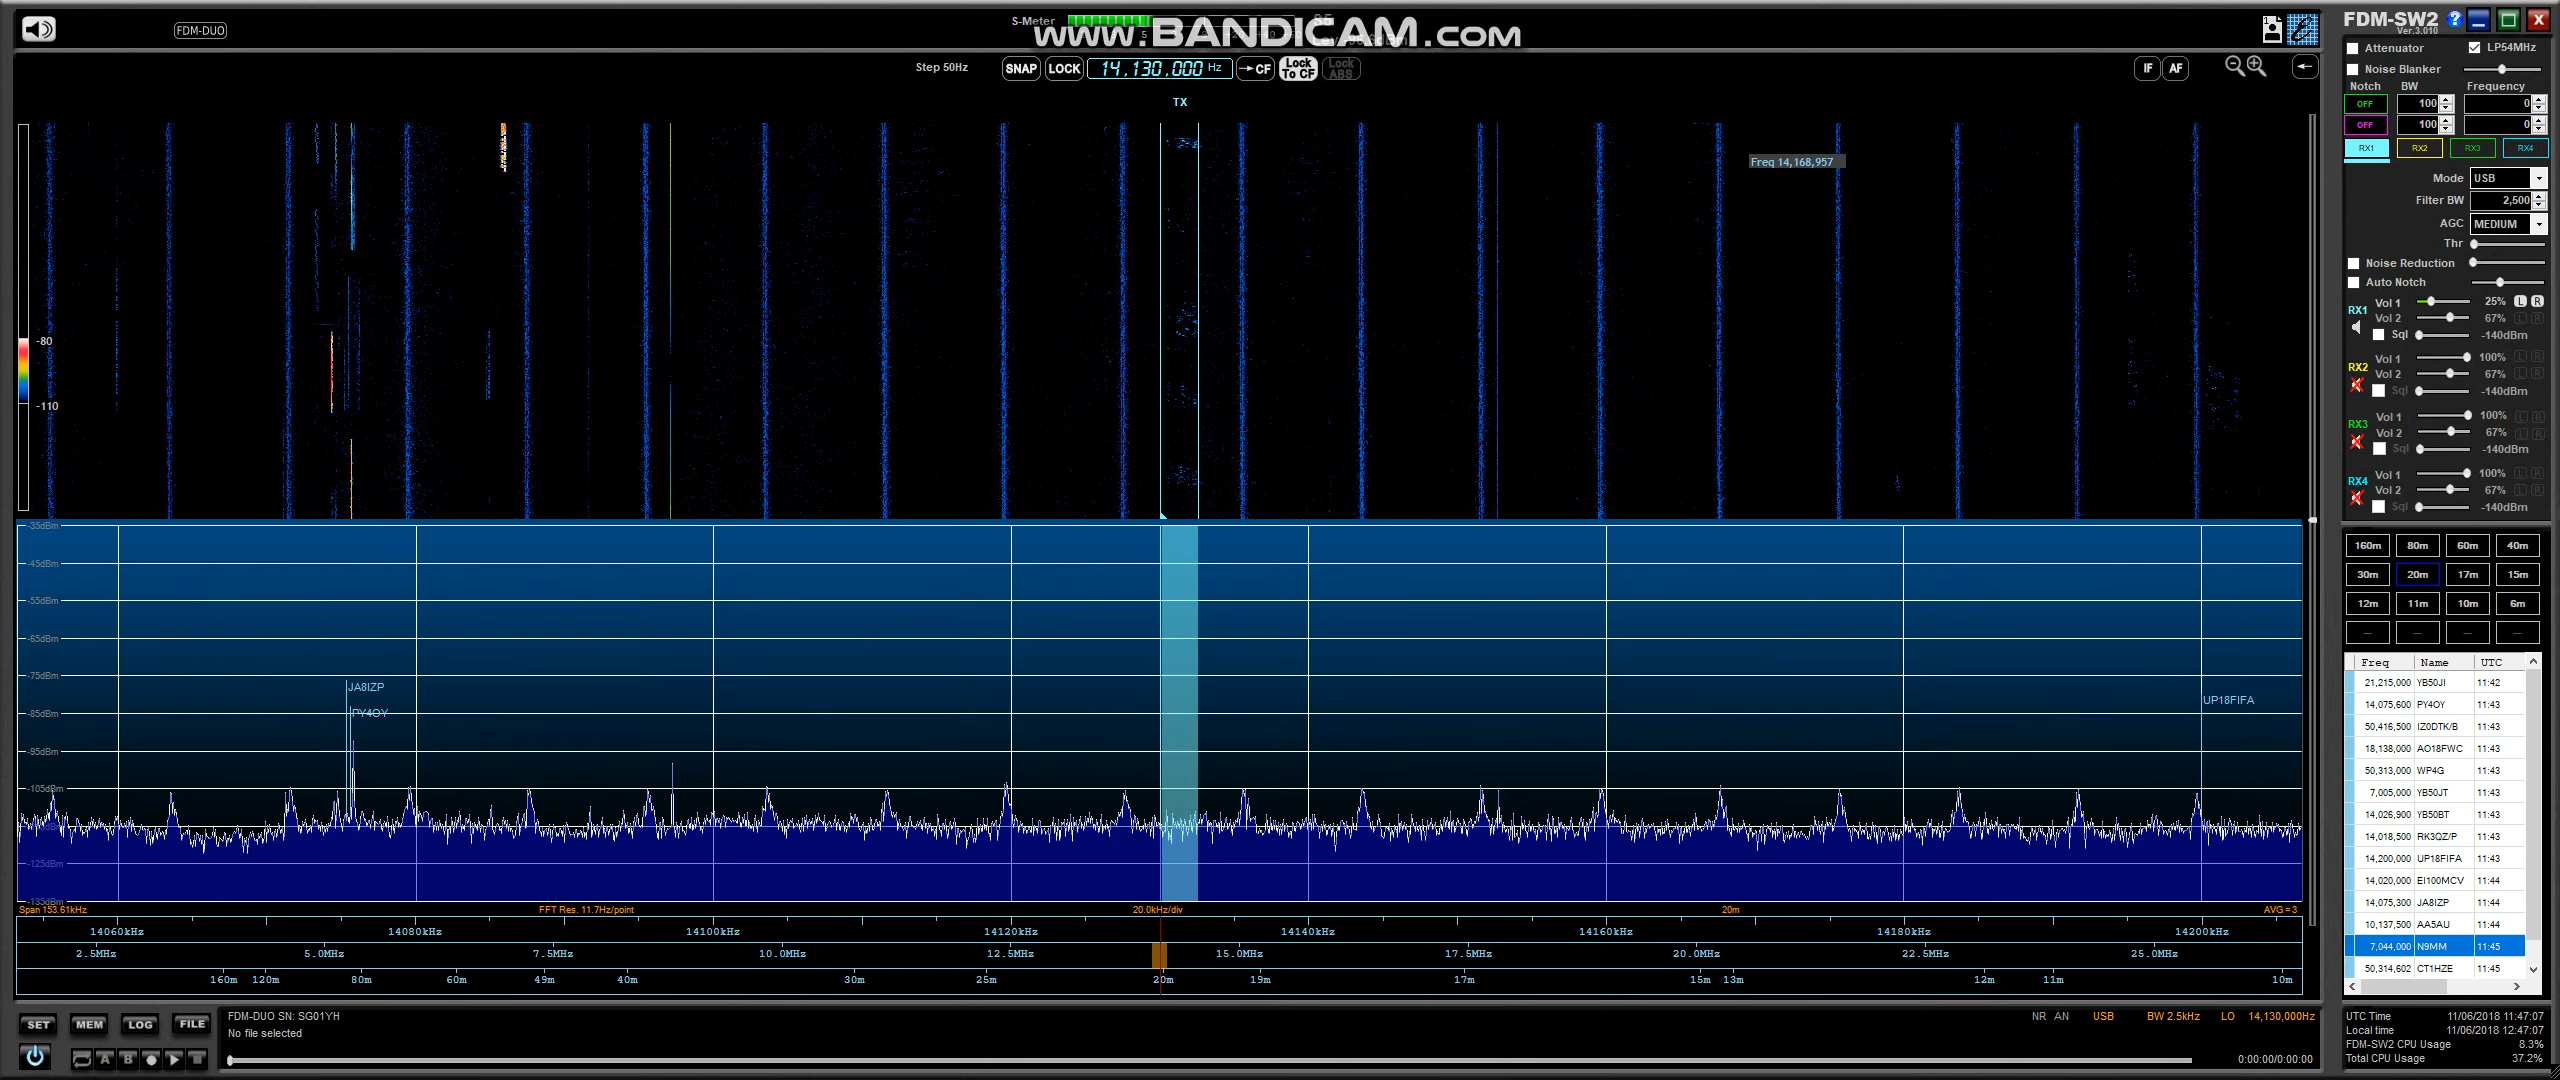 FDM-DUO
S-Meter
www.BANDICAM.com
FDM-SW2
Ver.3.010
Step 50Hz
SNAP LOCK 14,130,000 Hz →CF Lock To CF Lock ABS
IF AF
TX
Freq 14,168,957
-80
-110
-35dBm
-45dBm
-55dBm
-65dBm
-75dBm
-85dBm
-95dBm
-105dBm
-125dBm
-135dBm
JA8IZP
PY4OY
UP18FIFA
Span 153.61kHz FFT Res. 11.7Hz/point 20.0kHz/div 20m AVG=3
14060kHz 14080kHz 14100kHz 14120kHz 14140kHz 14160kHz 14180kHz 14200kHz
2.5MHz 5.0MHz 7.5MHz 10.0MHz 12.5MHz 15.0MHz 17.5MHz 20.0MHz 22.5MHz 25.0MHz
160m 120m 80m 60m 49m 40m 30m 25m 20m 19m 17m 15m 13m 12m 11m 10m
SET MEM LOG FILE
A B
FDM-DUO SN: SG01YH
No file selected
NR AN USB BW 2.5kHz LO 14,130,000Hz
0:00:00/0:00:00
Attenuator LP54MHz
Noise Blanker
Notch BW Frequency
OFF 100 0
OFF 100 0
RX1 RX2 RX3 RX4
Mode USB
Filter BW 2,500
AGC MEDIUM
Thr
Noise Reduction
Auto Notch
RX1
Vol 1 25% L R
Vol 2 67% L R
Sql -140dBm
RX2
Vol 1 100% L R
Vol 2 67% L R
Sql -140dBm
RX3
Vol 1 100% L R
Vol 2 67% L R
Sql -140dBm
RX4
Vol 1 100% L R
Vol 2 67% L R
Sql -140dBm
160m 80m 60m 40m
30m 20m 17m 15m
12m 11m 10m 6m
Freq Name UTC
21,215,000 YB50JI 11:42
14,075,600 PY4OY 11:43
50,416,500 IZ0DTK/B 11:43
18,138,000 AO18FWC 11:43
50,313,000 WP4G 11:43
7,005,000 YB50JT 11:43
14,026,900 YB50BT 11:43
14,018,500 RK3QZ/P 11:43
14,200,000 UP18FIFA 11:43
14,020,000 EI100MCV 11:44
14,075,300 JA8IZP 11:44
10,137,500 AA5AU 11:44
7,044,000 N9MM 11:45
50,314,602 CT1HZE 11:45
UTC Time 11/06/2018 11:47:07
Local time 11/06/2018 12:47:07
FDM-SW2 CPU Usage 8.3%
Total CPU Usage 37.2%